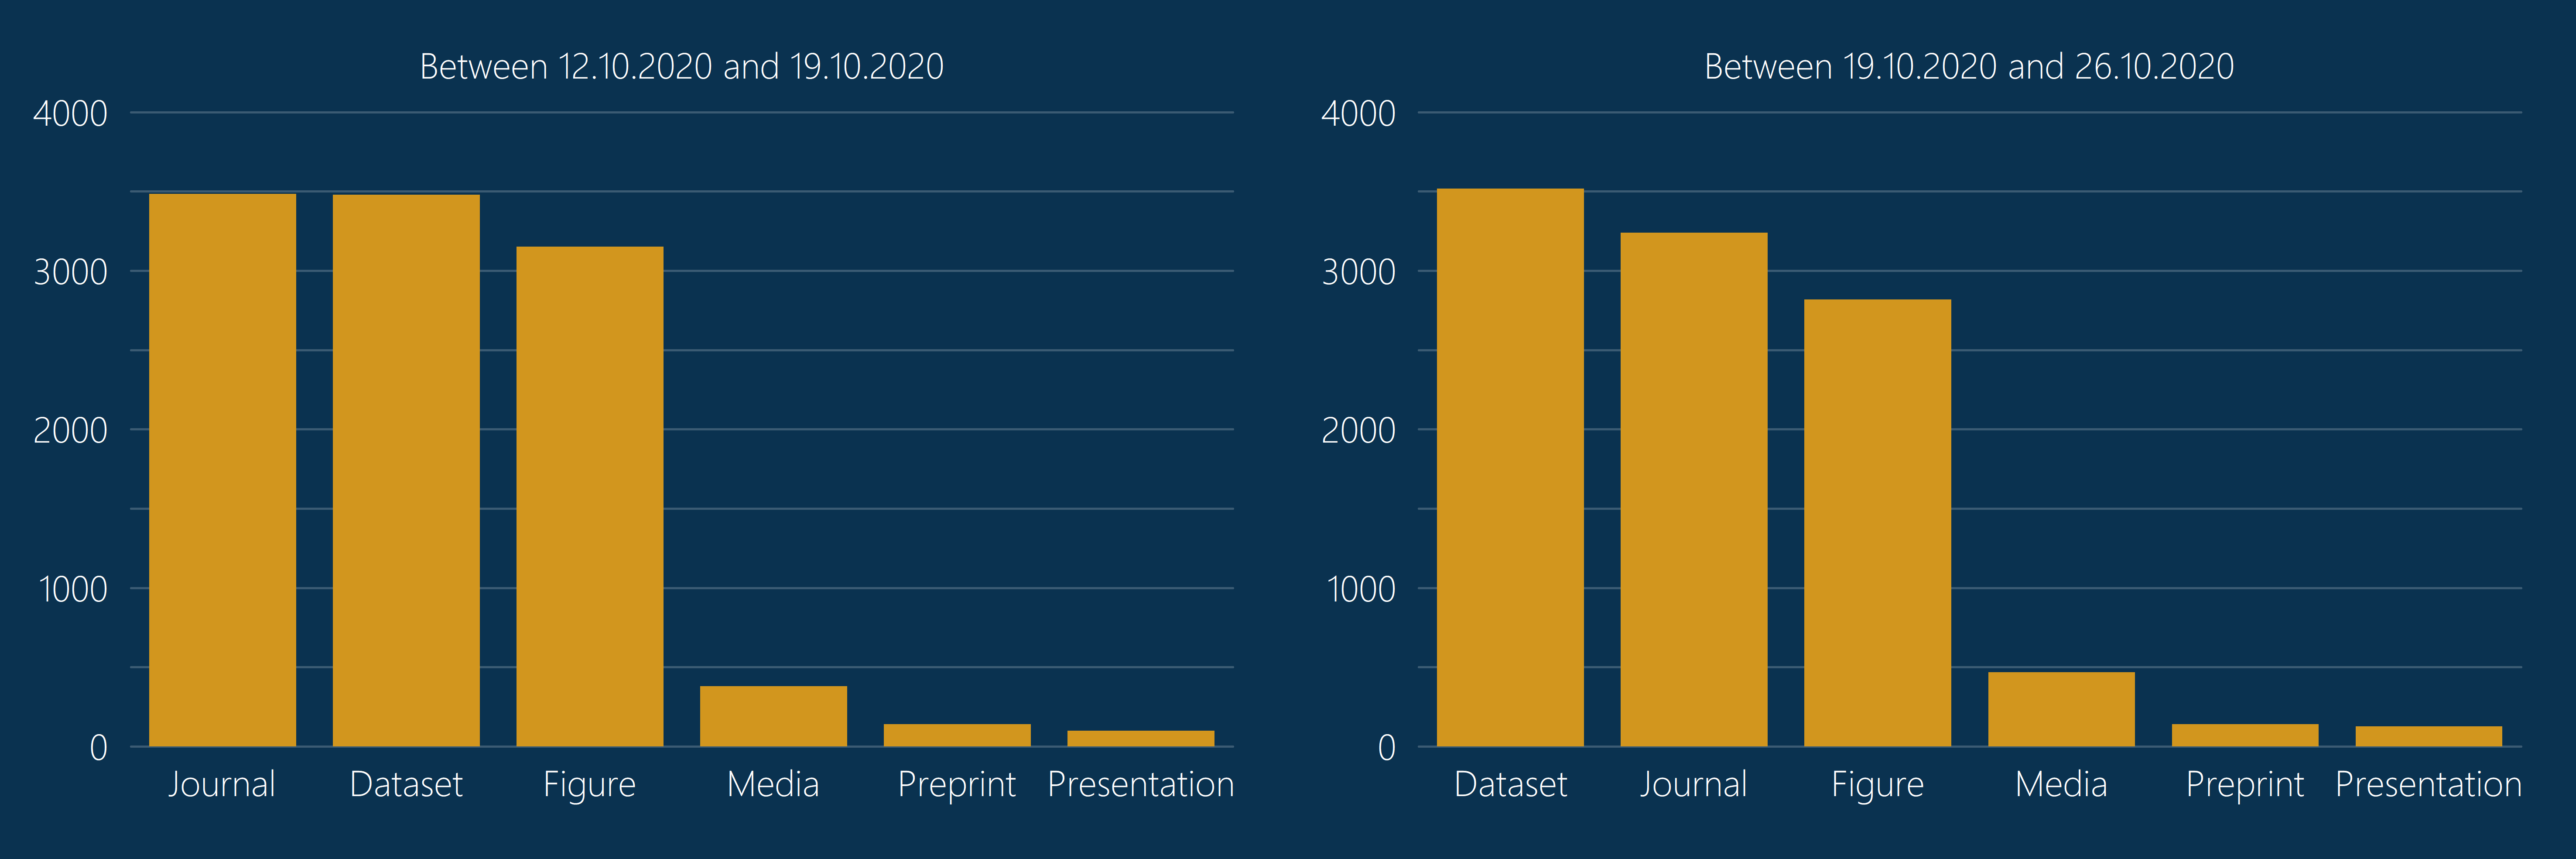 Between 12.10.2020 and 19.10.2020
4000
3000
2000
1000
0
Journal Dataset Figure Media Preprint Presentation
Between 19.10.2020 and 26.10.2020
4000
3000
2000
1000
0
Dataset Journal Figure Media Preprint Presentation